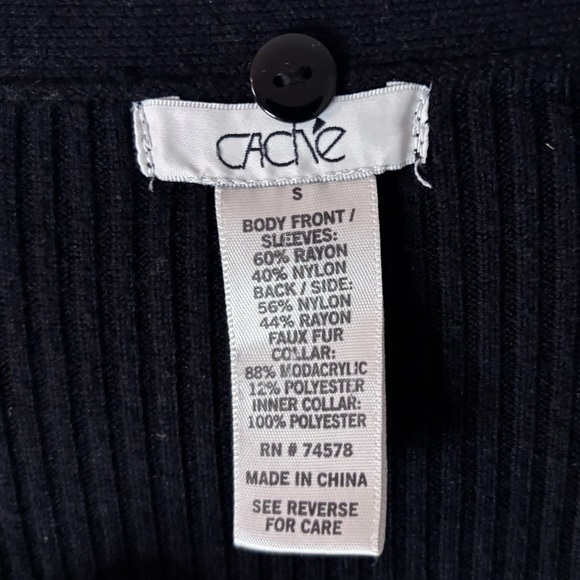 CACHÉ
S
BODY FRONT /
SLEEVES:
60% RAYON
40% NYLON
BACK / SIDE:
56% NYLON
44% RAYON
FAUX FUR
COLLAR:
88% MODACRYLIC
12% POLYESTER
INNER COLLAR:
100% POLYESTER
RN # 74578
MADE IN CHINA
SEE REVERSE
FOR CARE